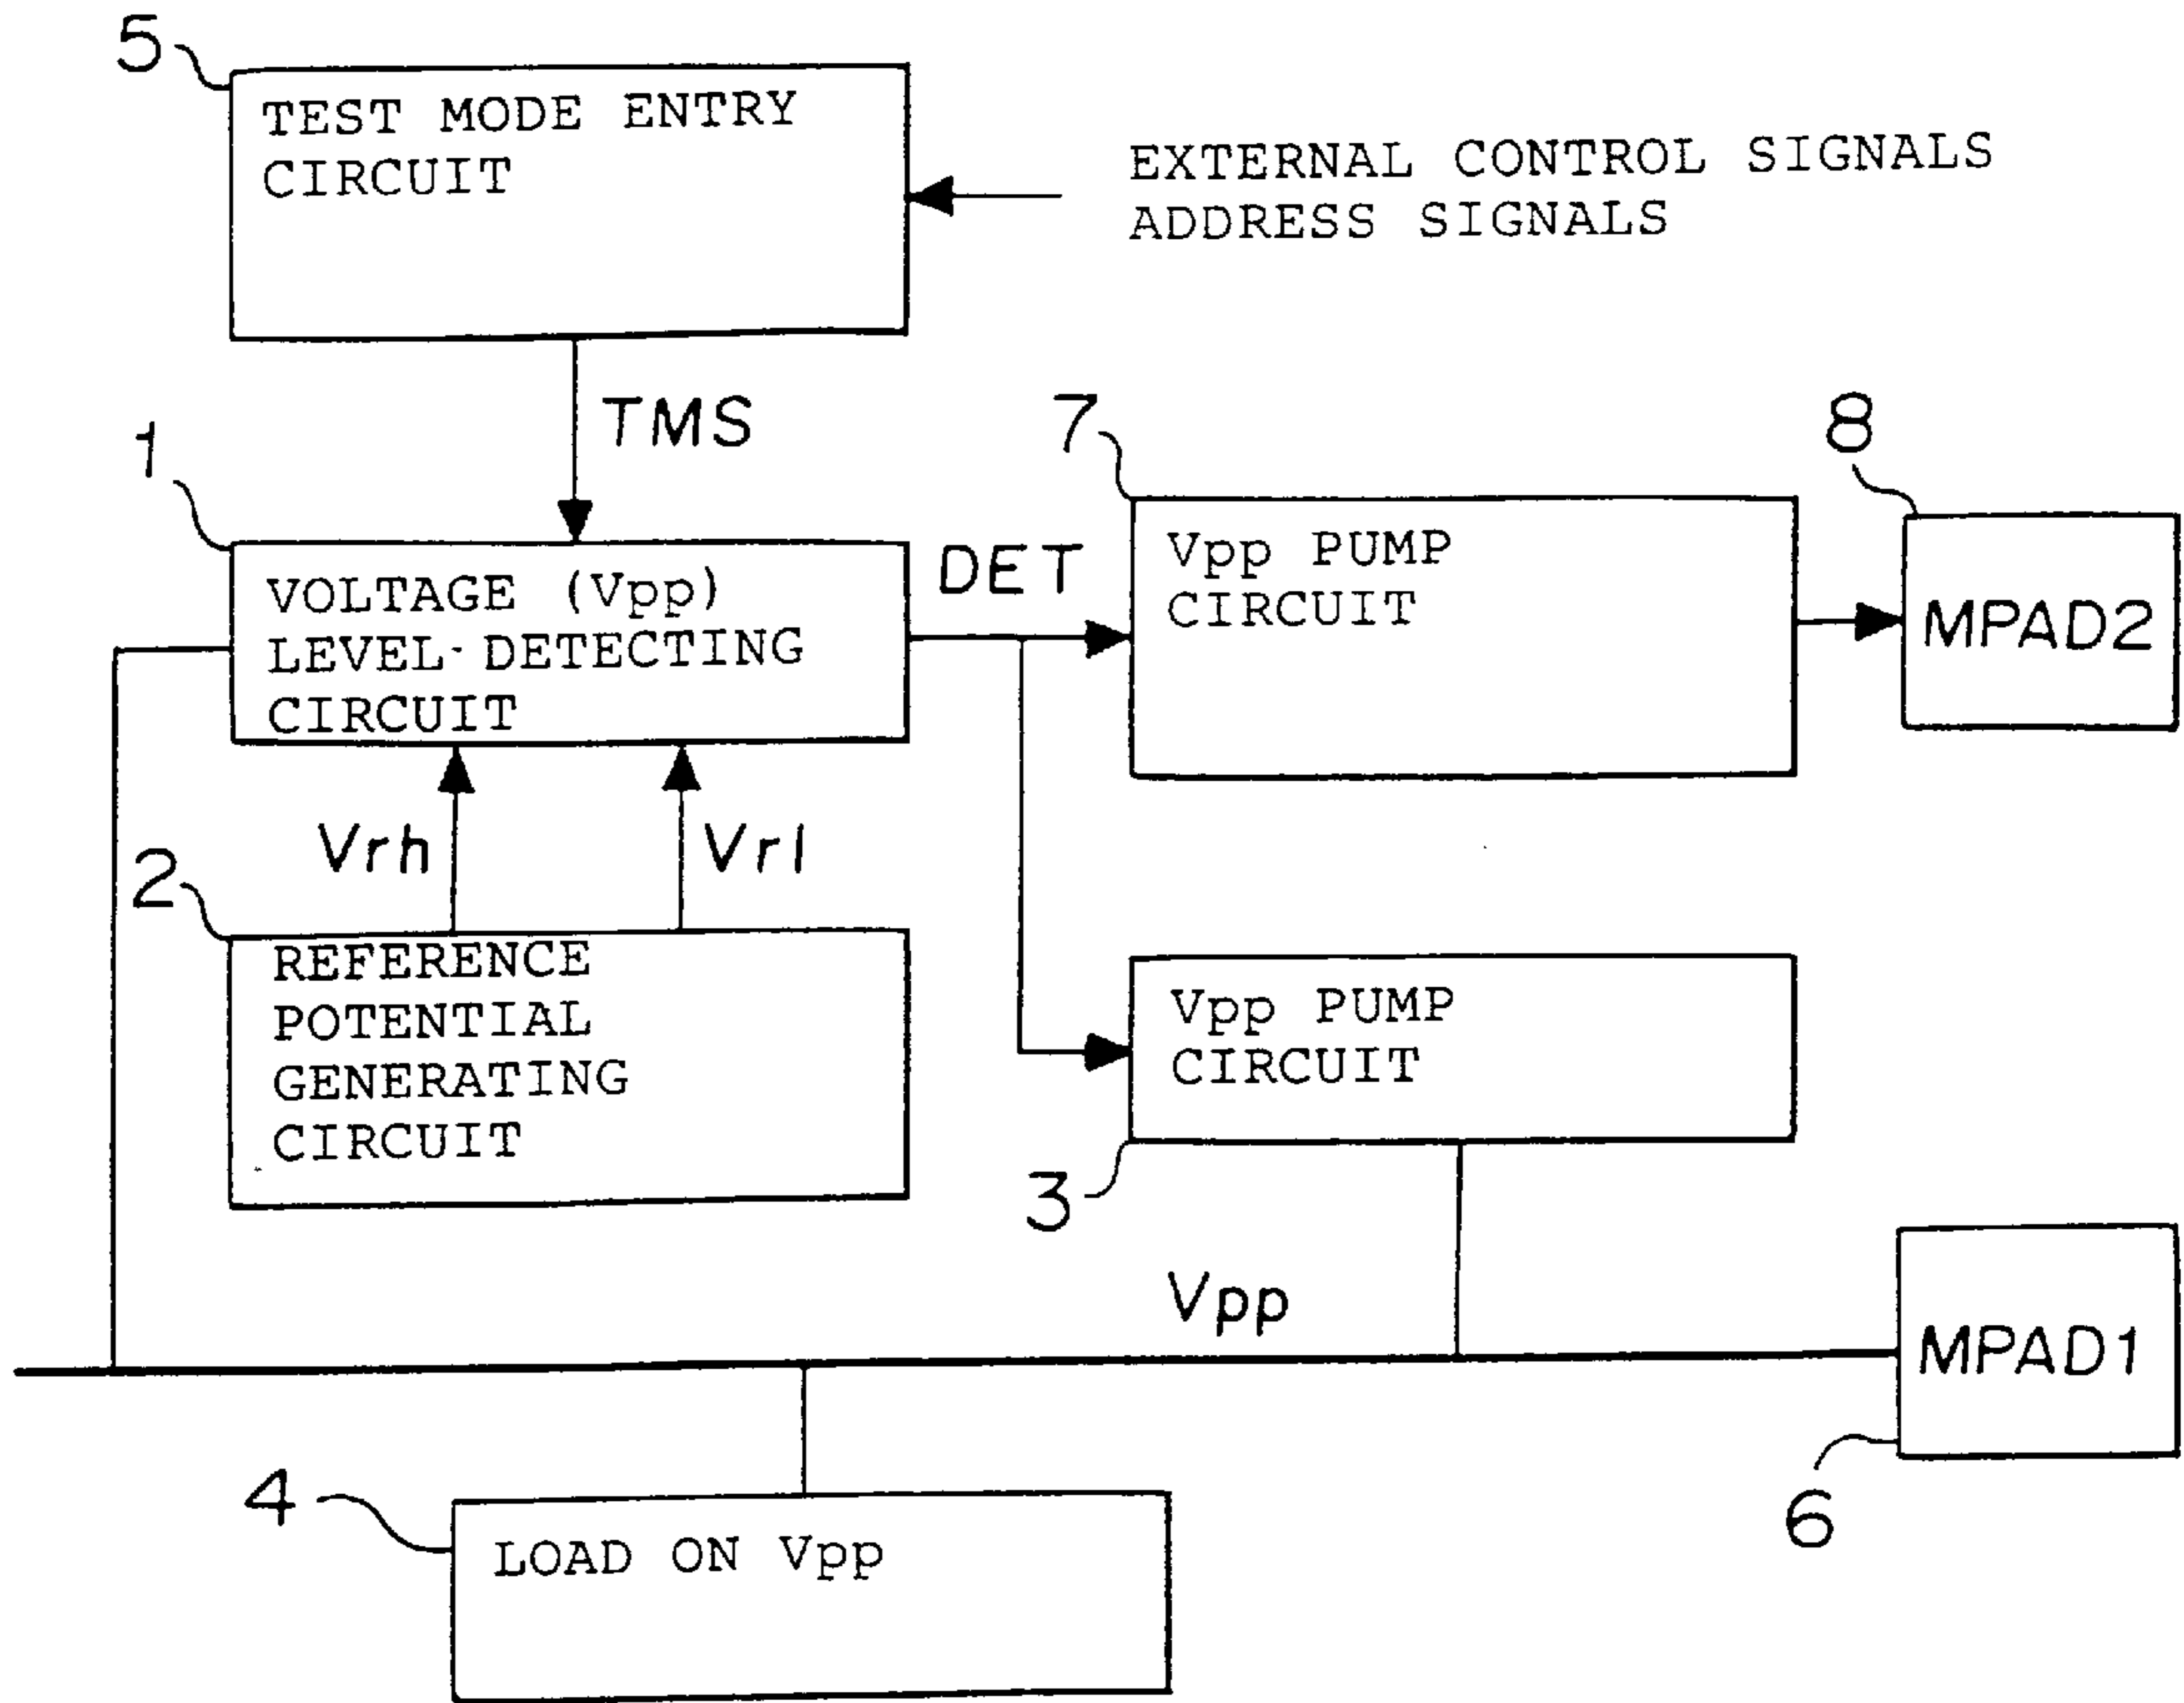 5
TEST MODE ENTRY
CIRCUIT
EXTERNAL CONTROL SIGNALS
ADDRESS SIGNALS
TMS
1
VOLTAGE (Vpp)
LEVEL-DETECTING
CIRCUIT
DET
7
Vpp PUMP
CIRCUIT
8
MPAD2
Vrh
Vrl
2
REFERENCE
POTENTIAL
GENERATING
CIRCUIT
Vpp PUMP
CIRCUIT
3
Vpp
MPAD1
6
4
LOAD ON Vpp